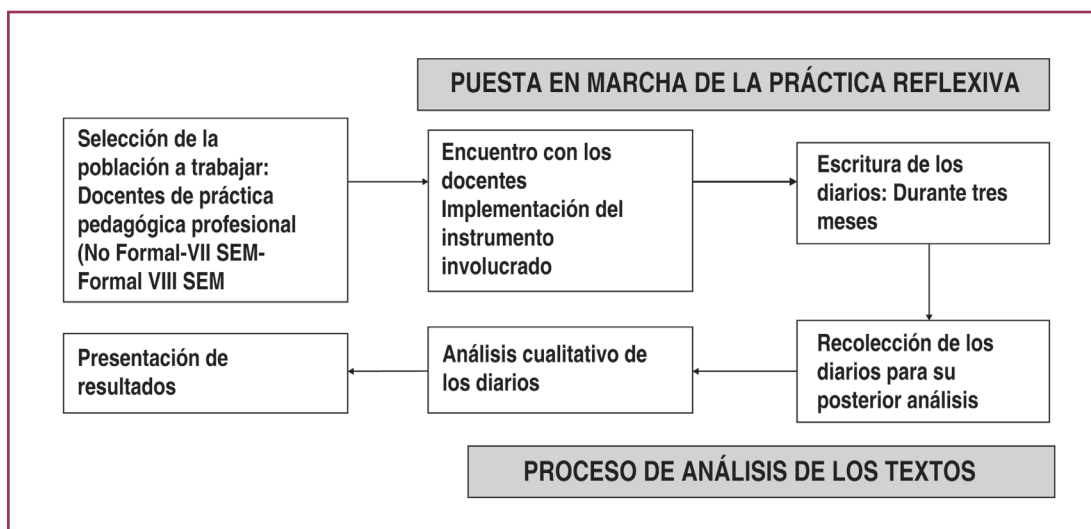 PUESTA EN MARCHA DE LA PRÁCTICA REFLEXIVA
Selección de la
población a trabajar:
Docentes de práctica
pedagógica profesional
(No Formal-VII SEM-
Formal VIII SEM
Encuentro con los
docentes
Implementación del
instrumento
involucrado
Escritura de los
diarios: Durante tres
meses
Recolección de los
diarios para su
posterior análisis
Análisis cualitativo de
los diarios
Presentación de
resultados
PROCESO DE ANÁLISIS DE LOS TEXTOS